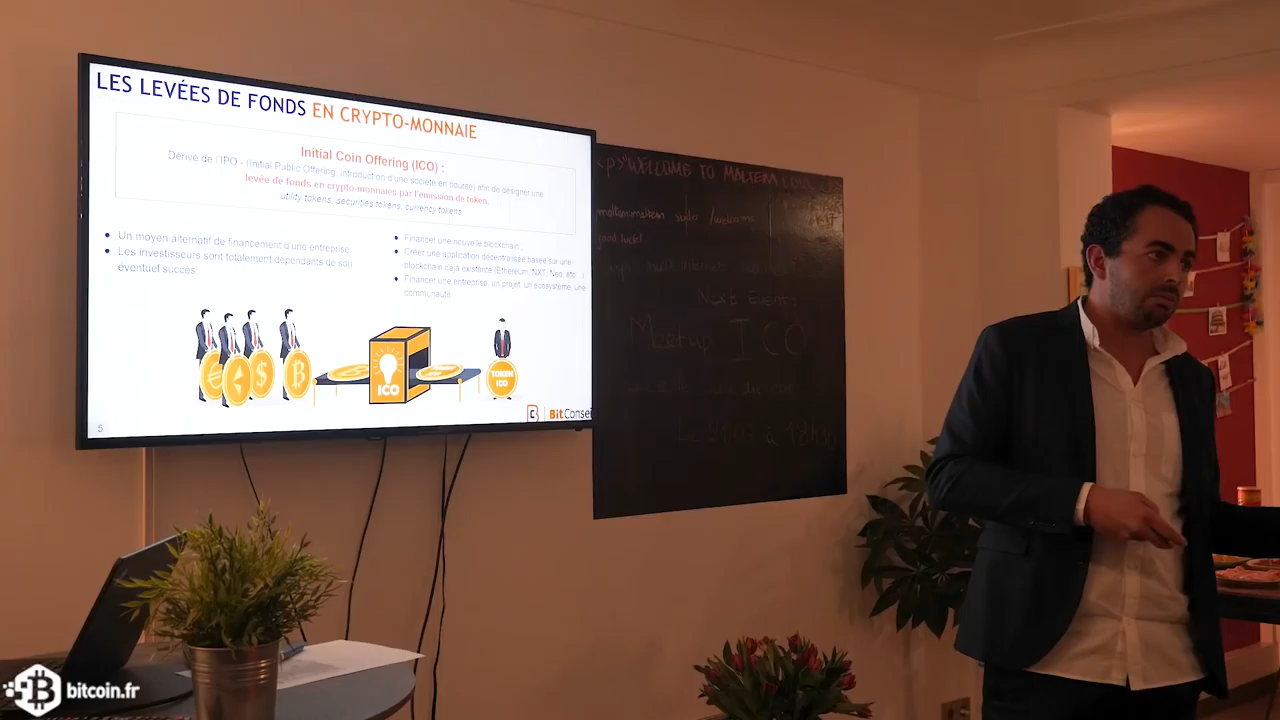 LES LEVÉES DE FONDS EN CRYPTO-MONNAIE
Initial Coin Offering (ICO) :
Dérive de l'IPO - (Initial Public Offering, introduction d'une société en bourse) afin de désigner une
levée de fonds en crypto-monnaies par l'émission de token.
utility tokens, securities tokens, currency tokens
Un moyen alternatif de financement d'une entreprise
Les investisseurs sont totalement dépendants de son
éventuel succès.
Financer une nouvelle blockchain
Créer une application décentralisée basée sur une
blockchain déjà existante (Ethereum, NXT, Neo, etc
Financer une entreprise, un projet, un écosystème, une
communauté
ICO
TOKEN
ICO
5
BitConsei
<p>"WELCOME TO MALTEM
sudo
good luck!
Next Event:
Meetup ICO
à
bitcoin.fr